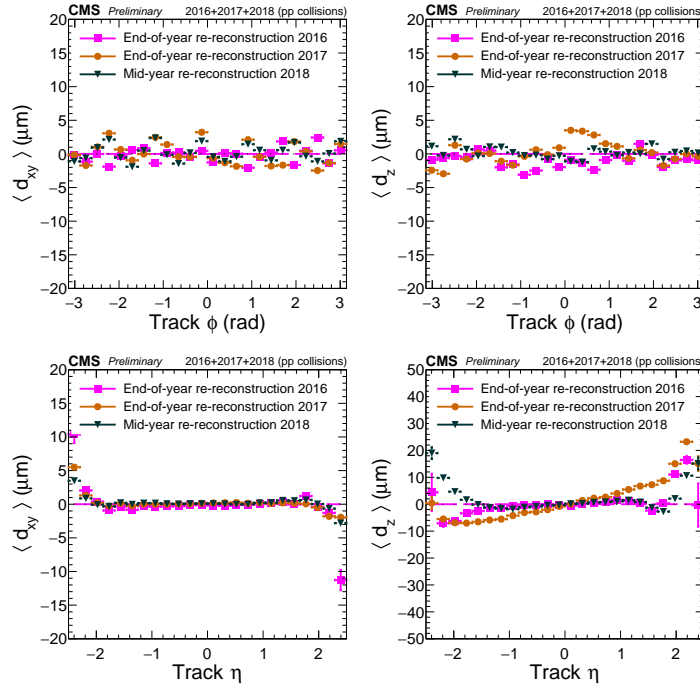 CMS Preliminary 2016+2017+2018 (pp collisions)
End-of-year re-reconstruction 2016
End-of-year re-reconstruction 2017
Mid-year re-reconstruction 2018
20
15
10
5
0
−5
−10
−15
−20
⟨ d_xy ⟩ (μm)
−3 −2 −1 0 1 2 3
Track ϕ (rad)
CMS Preliminary 2016+2017+2018 (pp collisions)
End-of-year re-reconstruction 2016
End-of-year re-reconstruction 2017
Mid-year re-reconstruction 2018
20
15
10
5
0
−5
−10
−15
−20
⟨ d_z ⟩ (μm)
−3 −2 −1 0 1 2 3
Track ϕ (rad)
CMS Preliminary 2016+2017+2018 (pp collisions)
End-of-year re-reconstruction 2016
End-of-year re-reconstruction 2017
Mid-year re-reconstruction 2018
20
15
10
5
0
−5
−10
−15
−20
⟨ d_xy ⟩ (μm)
−2 −1 0 1 2
Track η
CMS Preliminary 2016+2017+2018 (pp collisions)
End-of-year re-reconstruction 2016
End-of-year re-reconstruction 2017
Mid-year re-reconstruction 2018
50
40
30
20
10
0
−10
−20
−30
−40
−50
⟨ d_z ⟩ (μm)
−2 −1 0 1 2
Track η